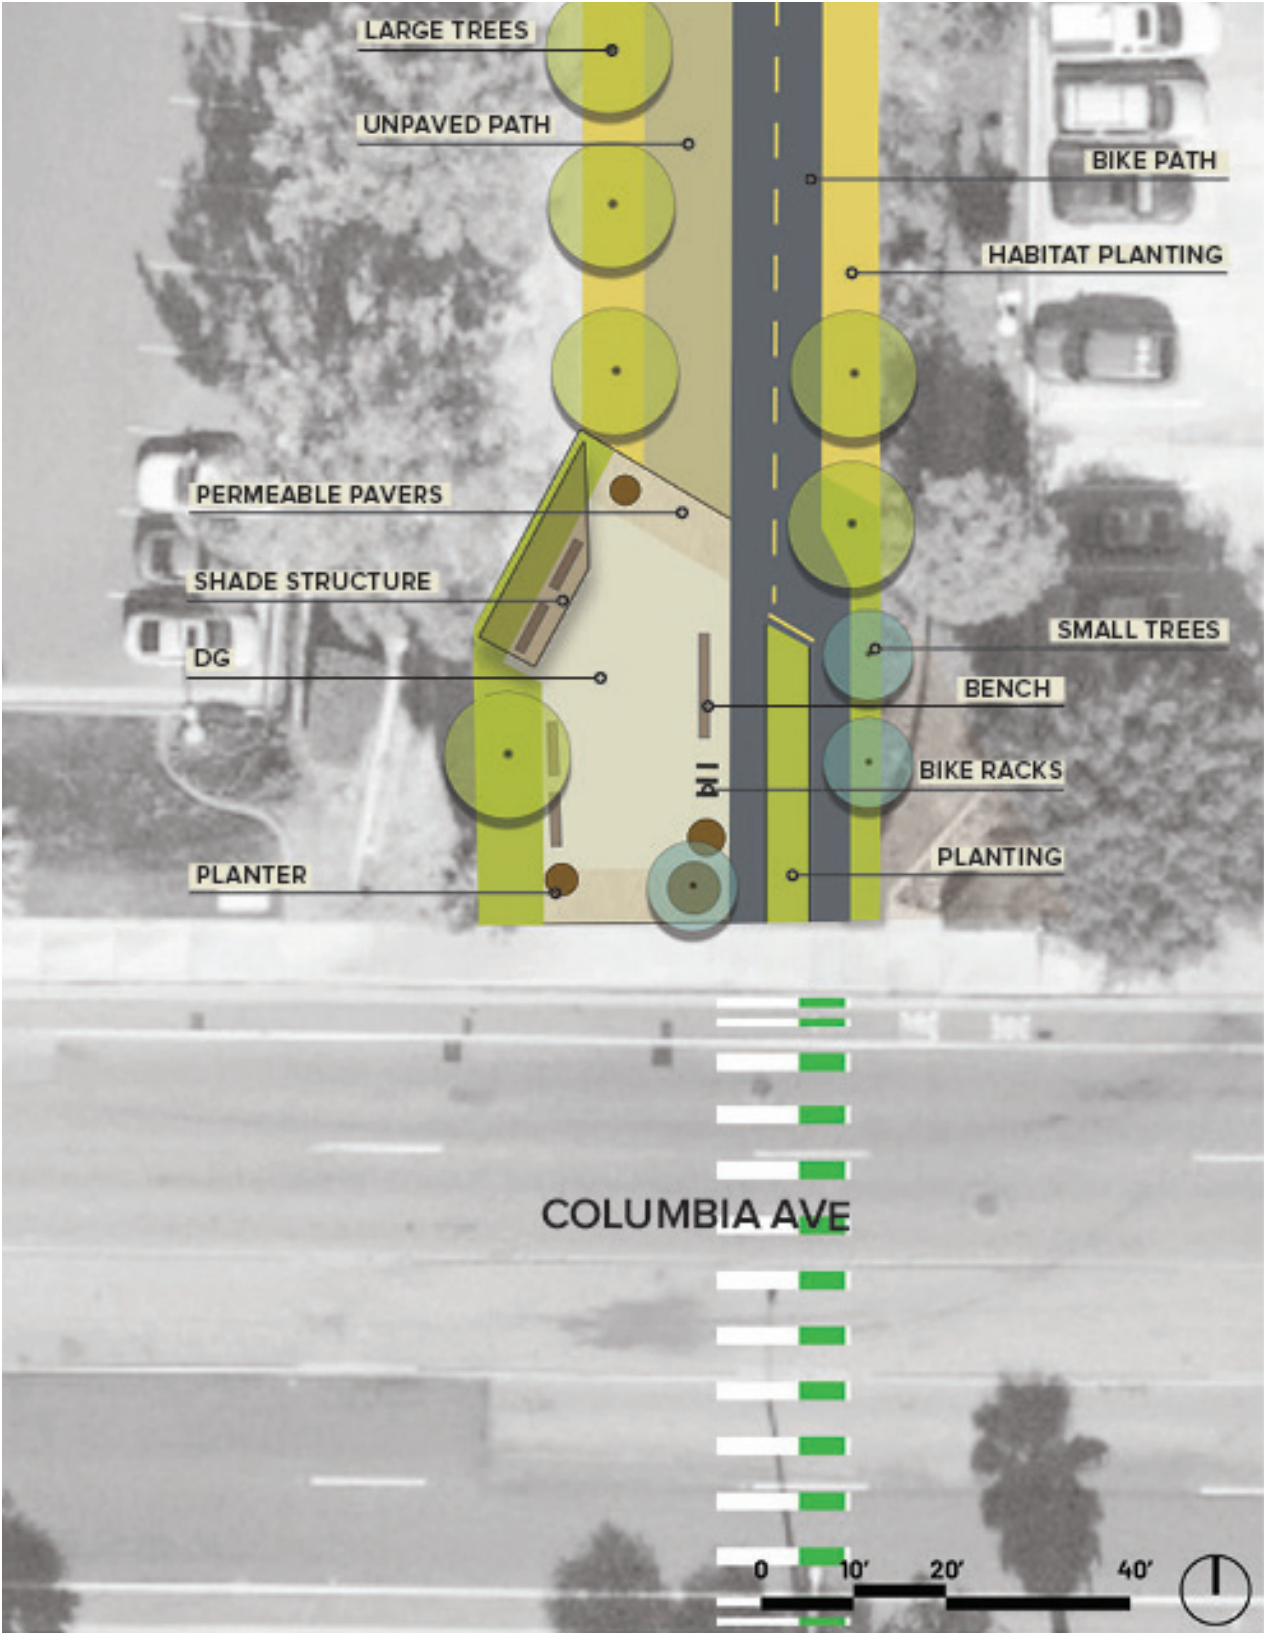 LARGE TREES
UNPAVED PATH
BIKE PATH
HABITAT PLANTING
PERMEABLE PAVERS
SHADE STRUCTURE
SMALL TREES
DG
BENCH
BIKE RACKS
PLANTING
PLANTER
COLUMBIA AVE
0 10' 20' 40'